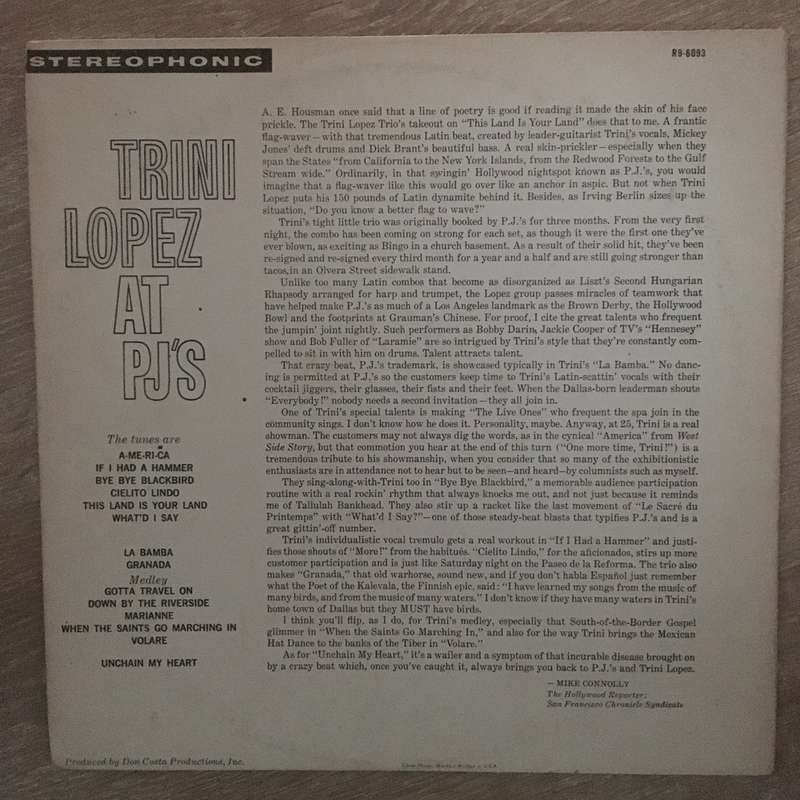 STEREOPHONIC
R9-6093
TRINI
LOPEZ
AT
PJ'S
The tunes are
A-ME-RI-CA
IF I HAD A HAMMER
BYE BYE BLACKBIRD
CIELITO LINDO
THIS LAND IS YOUR LAND
WHAT'D I SAY
LA BAMBA
GRANADA
Medley
GOTTA TRAVEL ON
DOWN BY THE RIVERSIDE
MARIANNE
WHEN THE SAINTS GO MARCHING IN
VOLARE
UNCHAIN MY HEART
Produced by Don Costa Productions, Inc.
A. E. Housman once said that a line of poetry is good if reading it made the skin of his face
prickle. The Trini Lopez Trio's takeout on "This Land Is Your Land" does that to me. A frantic
flag-waver—with that tremendous Latin beat, created by leader-guitarist Trini's vocals, Mickey
Jones' deft drums and Dick Brant's beautiful bass. A real skin-prickler—especially when they
span the States "from California to the New York Islands, from the Redwood Forests to the Gulf
Stream wide." Ordinarily, in that swingin' Hollywood nightspot known as P.J.'s, you would
imagine that a flag-waver like this would go over like an anchor in aspic. But not when Trini
Lopez puts his 150 pounds of Latin dynamite behind it. Besides, as Irving Berlin sizes up the
situation, "Do you know a better flag to wave?"
Trini's tight little trio was originally booked by P.J.'s for three months. From the very first
night, the combo has been coming on strong for each set, as though it were the first one they've
ever blown, as exciting as Bingo in a church basement. As a result of their solid hit, they've been
re-signed and re-signed every third month for a year and a half and are still going stronger than
tacos,in an Olvera Street sidewalk stand.
Unlike too many Latin combos that become as disorganized as Liszt's Second Hungarian
Rhapsody arranged for harp and trumpet, the Lopez group passes miracles of teamwork that
have helped make P.J.'s as much of a Los Angeles landmark as the Brown Derby, the Hollywood
Bowl and the footprints at Grauman's Chinese. For proof, I cite the great talents who frequent
the jumpin' joint nightly. Such performers as Bobby Darin, Jackie Cooper of TV's "Hennesey"
show and Bob Fuller of "Laramie" are so intrigued by Trini's style that they're constantly com-
pelled to sit in with him on drums. Talent attracts talent.
That crazy beat, P.J.'s trademark, is showcased typically in Trini's "La Bamba." No danc-
ing is permitted at P.J.'s so the customers keep time to Trini's Latin-scattin' vocals with their
cocktail jiggers, their glasses, their fists and their feet. When the Dallas-born leaderman shouts
"Everybody!" nobody needs a second invitation—they all join in.
One of Trini's special talents is making "The Live Ones" who frequent the spa join in the
community sings. I don't know how he does it. Personality, maybe. Anyway, at 25, Trini is a real
showman. The customers may not always dig the words, as in the cynical "America" from West
Side Story, but that commotion you hear at the end of this turn ("One more time, Trini!") is a
tremendous tribute to his showmanship, when you consider that so many of the exhibitionistic
enthusiasts are in attendance not to hear but to be seen—and heard—by columnists such as myself.
They sing-along-with-Trini too in "Bye Bye Blackbird," a memorable audience participation
routine with a real rockin' rhythm that always knocks me out, and not just because it reminds
me of Tallulah Bankhead. They also stir up a racket like the last movement of "Le Sacré du
Printemps" with "What'd I Say?"—one of those steady-beat blasts that typifies P.J.'s and is a
great gittin'-off number.
Trini's individualistic vocal tremulo gets a real workout in "If I Had a Hammer" and justi-
fies those shouts of "More!" from the habitués. "Cielito Lindo," for the aficionados, stirs up more
customer participation and is just like Saturday night on the Paseo de la Reforma. The trio also
makes "Granada," that old warhorse, sound new, and if you don't habla Español just remember
what the Poet of the Kalevala, the Finnish epic, said: "I have learned my songs from the music of
many birds, and from the music of many waters." I don't know if they have many waters in Trini's
home town of Dallas but they MUST have birds.
I think you'll flip, as I do, for Trini's medley, especially that South-of-the-Border Gospel
glimmer in "When the Saints Go Marching In," and also for the way Trini brings the Mexican
Hat Dance to the banks of the Tiber in "Volare."
As for "Unchain My Heart," it's a wailer and a symptom of that incurable disease brought on
by a crazy beat which, once you've caught it, always brings you back to P.J.'s and Trini Lopez.
— MIKE CONNOLLY
The Hollywood Reporter;
San Francisco Chronicle Syndicate